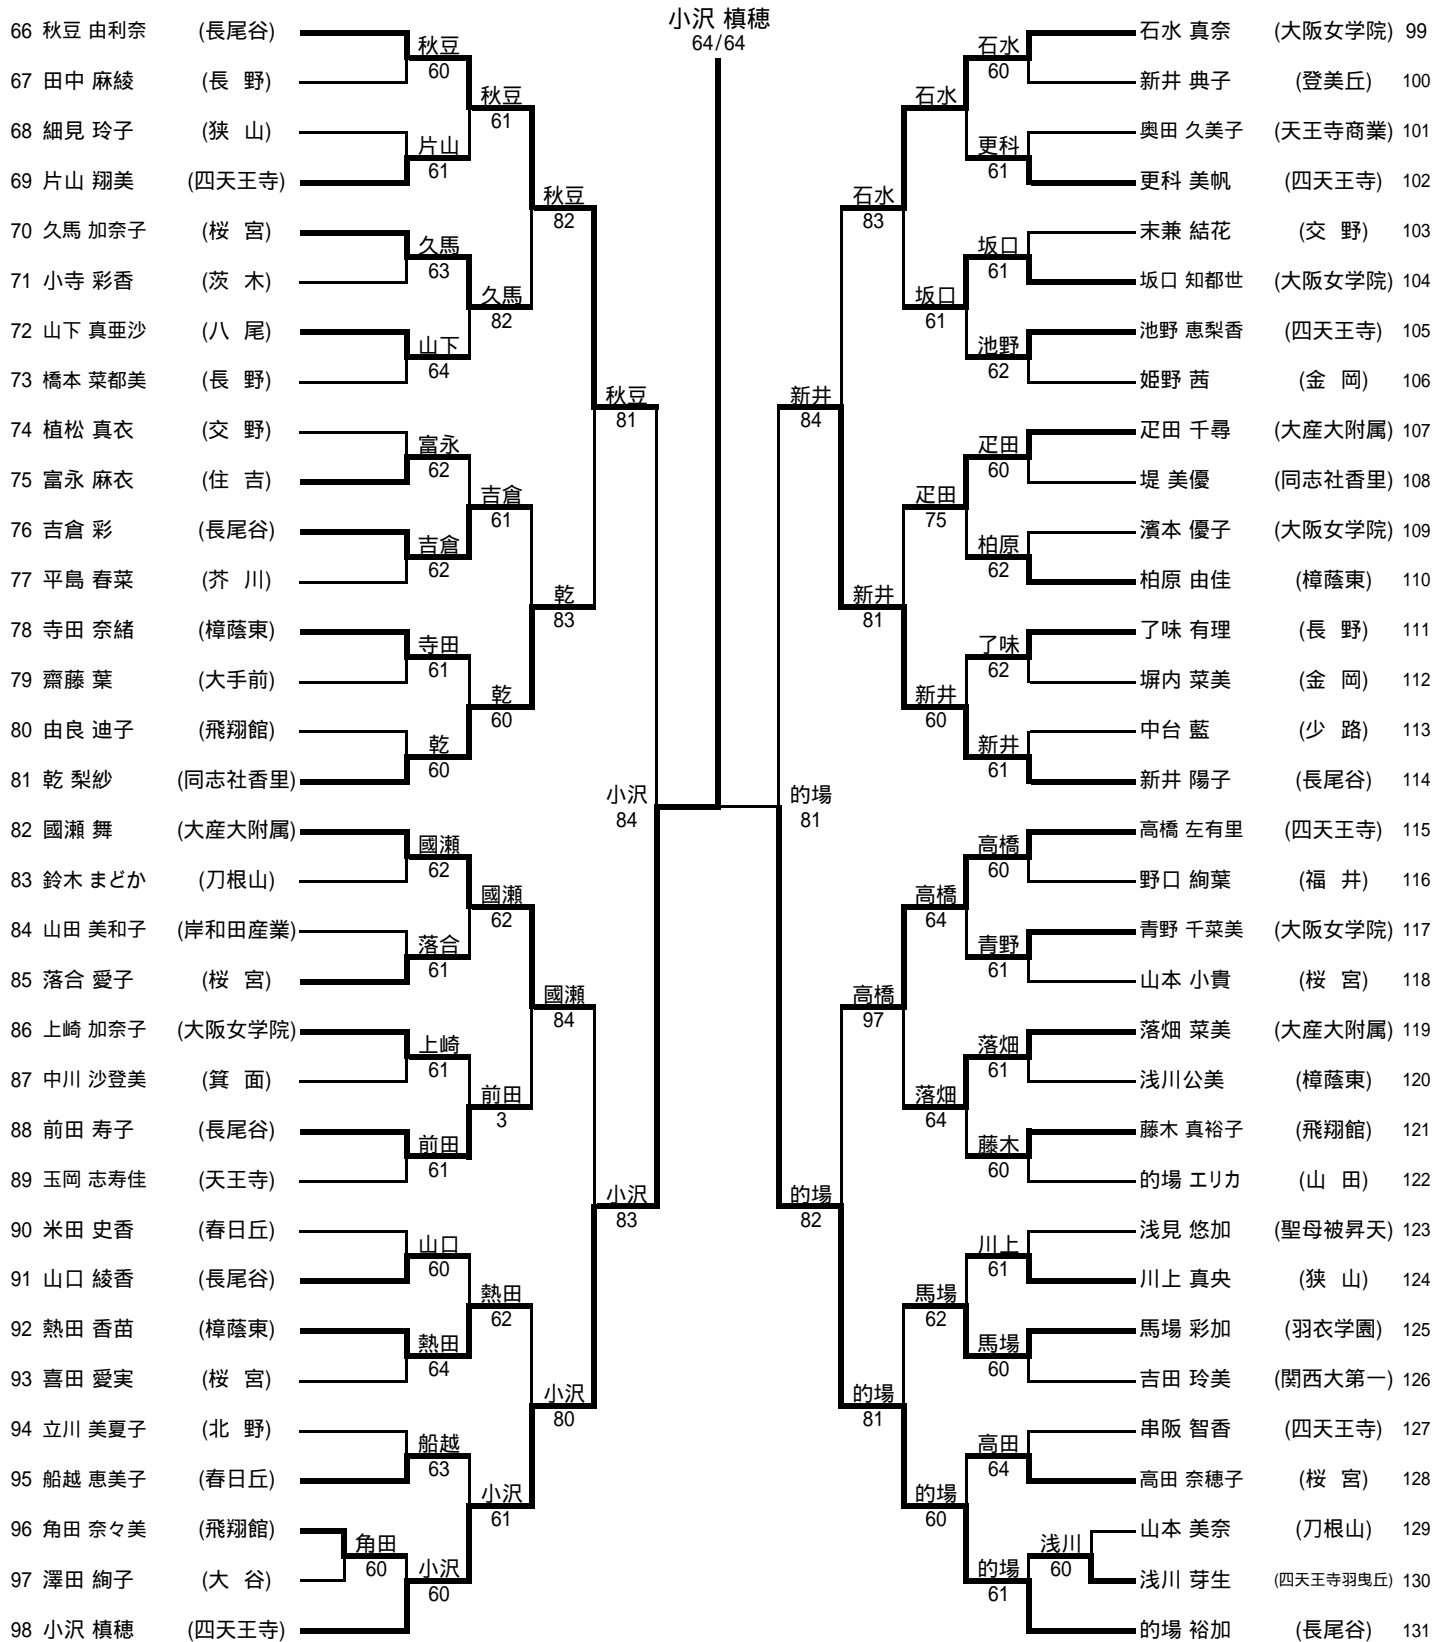 小沢 槙穂
64/64
66 秋豆 由利奈 (長尾谷)
67 田中 麻綾 (長 野)
68 細見 玲子 (狭 山)
69 片山 翔美 (四天王寺)
70 久馬 加奈子 (桜 宮)
71 小寺 彩香 (茨 木)
72 山下 真亜沙 (八 尾)
73 橋本 菜都美 (長 野)
74 植松 真衣 (交 野)
75 富永 麻衣 (住 吉)
76 吉倉 彩 (長尾谷)
77 平島 春菜 (芥 川)
78 寺田 奈緒 (樟蔭東)
79 齋藤 葉 (大手前)
80 由良 迪子 (飛翔館)
81 乾 梨紗 (同志社香里)
82 國瀬 舞 (大産大附属)
83 鈴木 まどか (刀根山)
84 山田 美和子 (岸和田産業)
85 落合 愛子 (桜 宮)
86 上崎 加奈子 (大阪女学院)
87 中川 沙登美 (箕 面)
88 前田 寿子 (長尾谷)
89 玉岡 志寿佳 (天王寺)
90 米田 史香 (春日丘)
91 山口 綾香 (長尾谷)
92 熱田 香苗 (樟蔭東)
93 喜田 愛実 (桜 宮)
94 立川 美夏子 (北 野)
95 船越 恵美子 (春日丘)
96 角田 奈々美 (飛翔館)
97 澤田 絢子 (大 谷)
98 小沢 槙穂 (四天王寺)
角田
60
秋豆
60
片山
61
久馬
63
山下
64
富永
62
吉倉
62
寺田
61
乾
60
國瀬
62
落合
61
上崎
61
前田
61
山口
60
熱田
64
船越
63
小沢
60
秋豆
61
久馬
82
吉倉
61
乾
60
國瀬
62
前田
3
熱田
62
小沢
61
秋豆
82
乾
83
國瀬
84
小沢
80
秋豆
81
小沢
83
小沢
84
的場
81
新井
84
的場
82
石水
83
新井
81
高橋
97
的場
81
石水
坂口
61
疋田
75
新井
60
高橋
64
落畑
64
馬場
62
的場
60
石水
60
更科
61
坂口
61
池野
62
疋田
60
柏原
62
了味
62
新井
61
高橋
60
青野
61
落畑
61
藤木
60
川上
61
馬場
60
高田
64
的場
61
浅川
60
石水 真奈 (大阪女学院) 99
新井 典子 (登美丘) 100
奥田 久美子 (天王寺商業) 101
更科 美帆 (四天王寺) 102
末兼 結花 (交 野) 103
坂口 知都世 (大阪女学院) 104
池野 恵梨香 (四天王寺) 105
姫野 茜 (金 岡) 106
疋田 千尋 (大産大附属) 107
堤 美優 (同志社香里) 108
濱本 優子 (大阪女学院) 109
柏原 由佳 (樟蔭東) 110
了味 有理 (長 野) 111
塀内 菜美 (金 岡) 112
中台 藍 (少 路) 113
新井 陽子 (長尾谷) 114
高橋 左有里 (四天王寺) 115
野口 絢葉 (福 井) 116
青野 千菜美 (大阪女学院) 117
山本 小貴 (桜 宮) 118
落畑 菜美 (大産大附属) 119
浅川公美 (樟蔭東) 120
藤木 真裕子 (飛翔館) 121
的場 エリカ (山 田) 122
浅見 悠加 (聖母被昇天) 123
川上 真央 (狭 山) 124
馬場 彩加 (羽衣学園) 125
吉田 玲美 (関西大第一) 126
串阪 智香 (四天王寺) 127
高田 奈穂子 (桜 宮) 128
山本 美奈 (刀根山) 129
浅川 芽生 (四天王寺羽曳丘) 130
的場 裕加 (長尾谷) 131